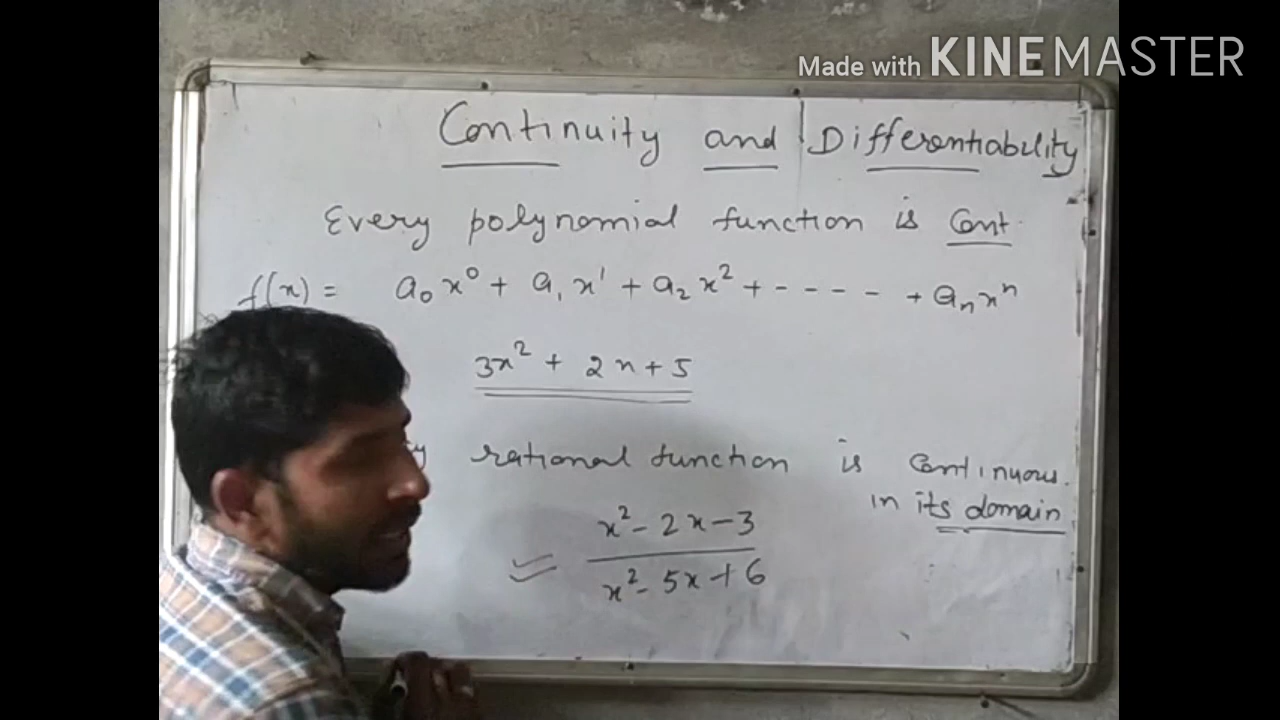 Made with KINEMASTER
Continuity and Differentiability
Every polynomial function is Cont.
f(x) = a₀x⁰ + a₁x¹ + a₂x² + - - - - + aₙxⁿ
3x² + 2x + 5
rational function is continuous.
in its domain
x² - 2x - 3
x² - 5x + 6